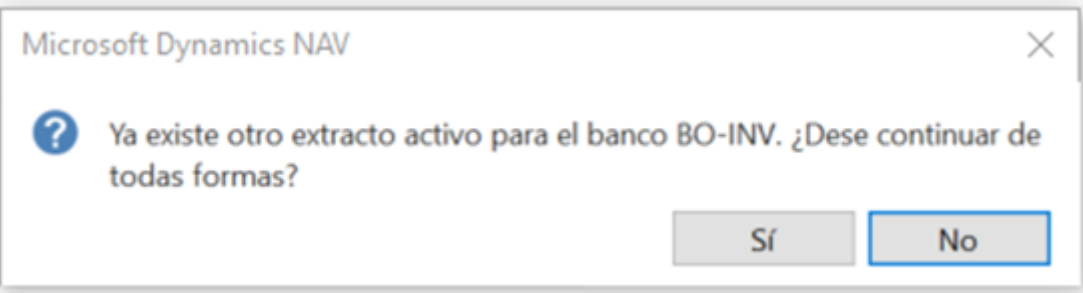 Microsoft Dynamics NAV
Ya existe otro extracto activo para el banco BO-INV. ¿Dese continuar de
todas formas?
Sí
No